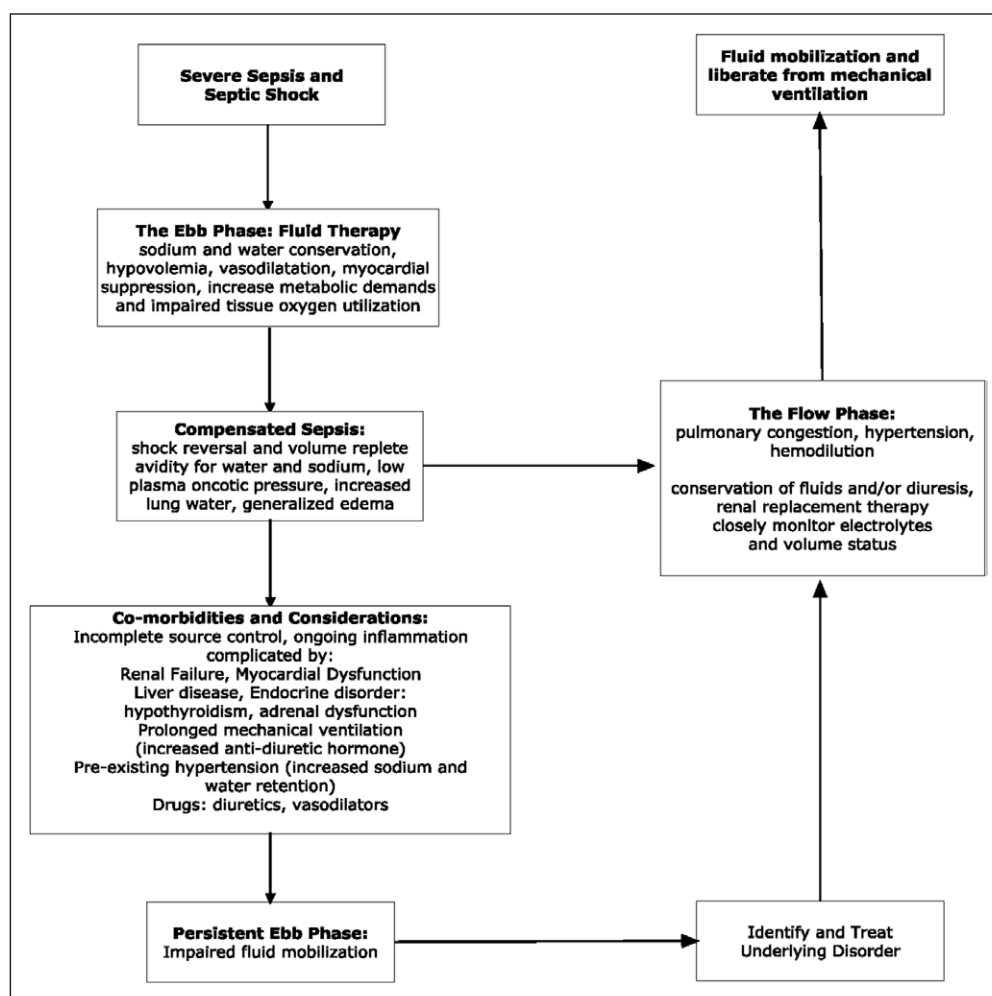 Severe Sepsis and
Septic Shock
The Ebb Phase: Fluid Therapy
sodium and water conservation,
hypovolemia, vasodilatation, myocardial
suppression, increase metabolic demands
and impaired tissue oxygen utilization
Compensated Sepsis:
shock reversal and volume replete
avidity for water and sodium, low
plasma oncotic pressure, increased
lung water, generalized edema
Co-morbidities and Considerations:
Incomplete source control, ongoing inflammation
complicated by:
Renal Failure, Myocardial Dysfunction
Liver disease, Endocrine disorder:
hypothyroidism, adrenal dysfunction
Prolonged mechanical ventilation
(increased anti-diuretic hormone)
Pre-existing hypertension (increased sodium and
water retention)
Drugs: diuretics, vasodilators
Persistent Ebb Phase:
Impaired fluid mobilization
Identify and Treat
Underlying Disorder
The Flow Phase:
pulmonary congestion, hypertension,
hemodilution
conservation of fluids and/or diuresis,
renal replacement therapy
closely monitor electrolytes
and volume status
Fluid mobilization and
liberate from mechanical
ventilation